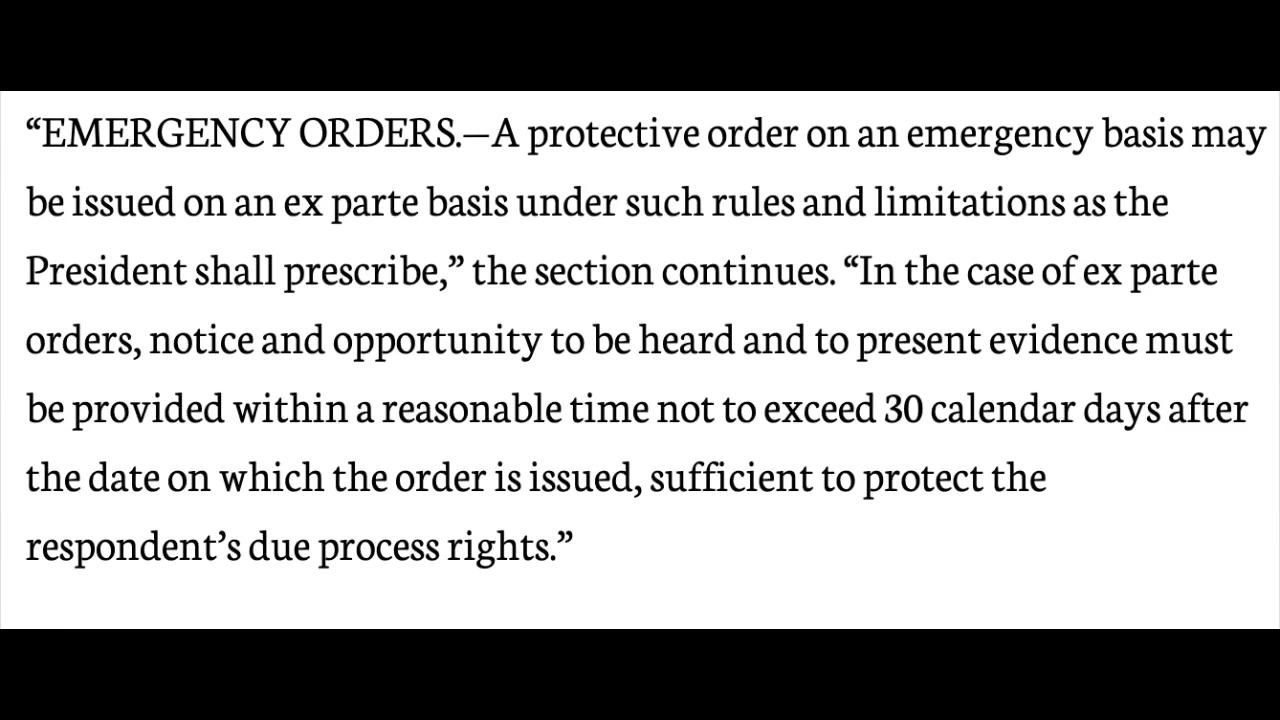 “EMERGENCY ORDERS.—A protective order on an emergency basis may
be issued on an ex parte basis under such rules and limitations as the
President shall prescribe,” the section continues. “In the case of ex parte
orders, notice and opportunity to be heard and to present evidence must
be provided within a reasonable time not to exceed 30 calendar days after
the date on which the order is issued, sufficient to protect the
respondent’s due process rights.”